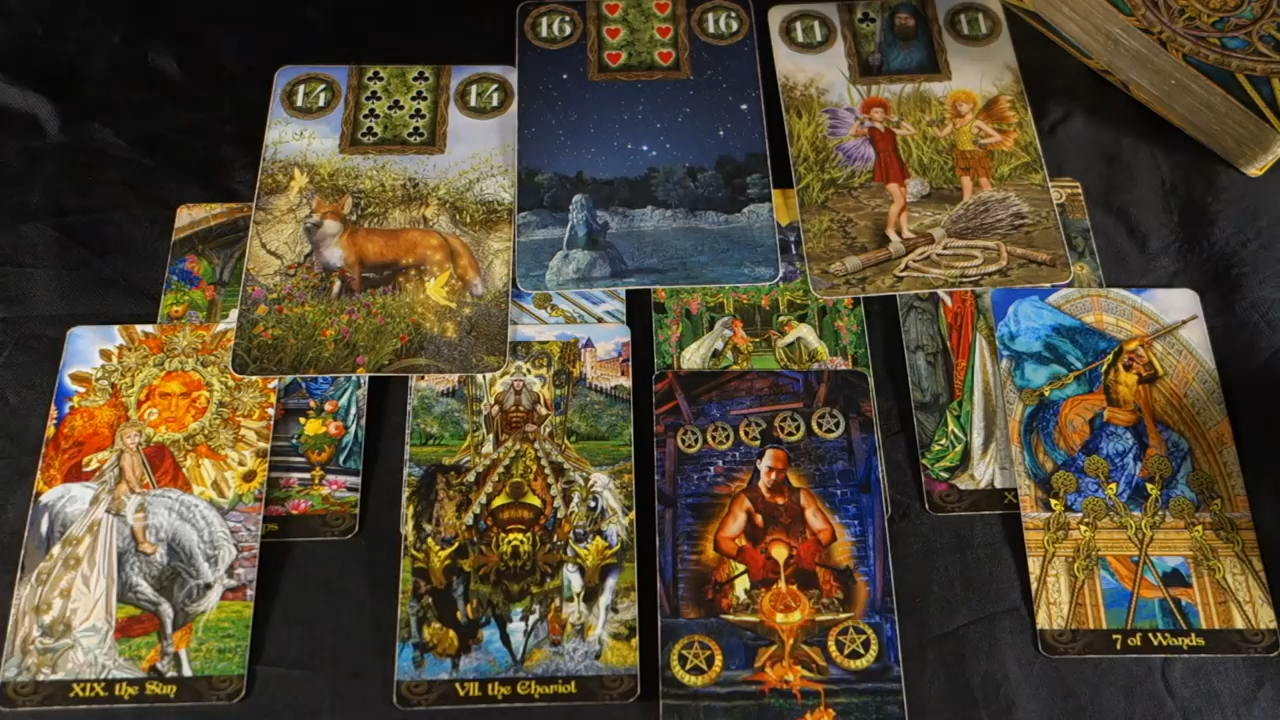 16 16
11 11
14 14
XIX. the Sun
VII. the Chariot
7 of Wands